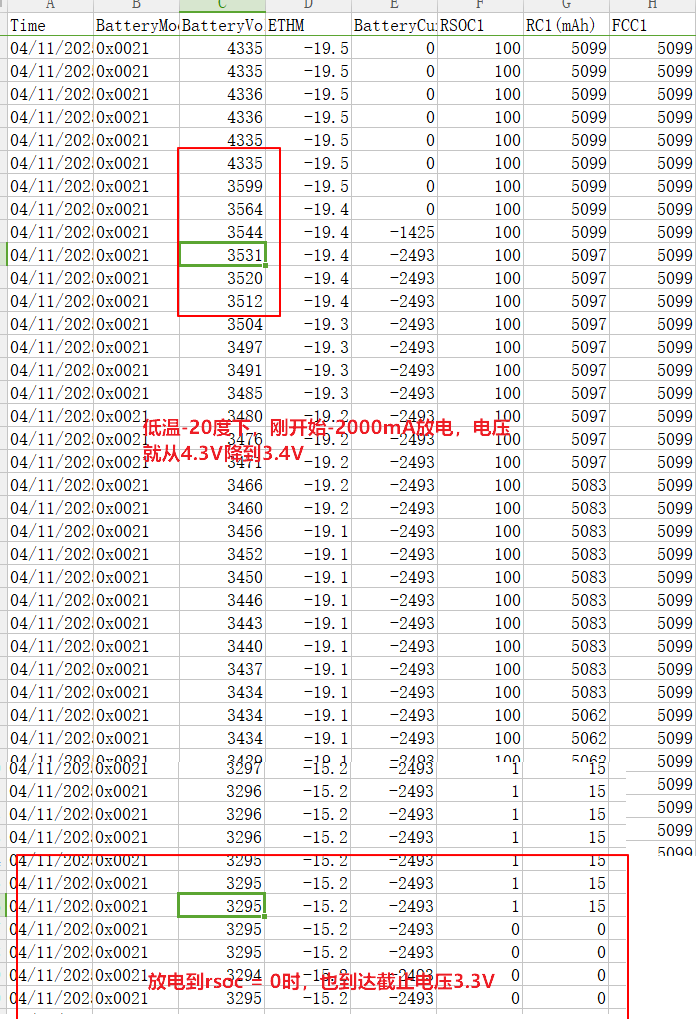 A B C D E F G H
Time BatteryMo BatteryVo ETHM BatteryCu RSOC1 RC1(mAh) FCC1
04/11/202 0x0021 4335 -19.5 0 100 5099 5099
04/11/202 0x0021 4335 -19.5 0 100 5099 5099
04/11/202 0x0021 4336 -19.5 0 100 5099 5099
04/11/202 0x0021 4336 -19.5 0 100 5099 5099
04/11/202 0x0021 4335 -19.5 0 100 5099 5099
04/11/202 0x0021 4335 -19.5 0 100 5099 5099
04/11/202 0x0021 3599 -19.5 0 100 5099 5099
04/11/202 0x0021 3564 -19.4 0 100 5099 5099
04/11/202 0x0021 3544 -19.4 -1425 100 5099 5099
04/11/202 0x0021 3531 -19.4 -2493 100 5097 5099
04/11/202 0x0021 3520 -19.4 -2493 100 5097 5099
04/11/202 0x0021 3512 -19.4 -2493 100 5097 5099
04/11/202 0x0021 3504 -19.3 -2493 100 5097 5099
04/11/202 0x0021 3497 -19.3 -2493 100 5097 5099
04/11/202 0x0021 3491 -19.3 -2493 100 5097 5099
04/11/202 0x0021 3485 -19.3 -2493 100 5097 5099
04/11/202 0x0021 3480 -19.2 -2493 100 5097 5099
低温-20度下，刚开始-2000mA放电，电压
04/11/202 0x0021 3476 -19.2 -2493 100 5097 5099
就从4.3V降到3.4V
04/11/202 0x0021 3471 -19.2 -2493 100 5097 5099
04/11/202 0x0021 3466 -19.2 -2493 100 5083 5099
04/11/202 0x0021 3460 -19.2 -2493 100 5083 5099
04/11/202 0x0021 3456 -19.1 -2493 100 5083 5099
04/11/202 0x0021 3452 -19.1 -2493 100 5083 5099
04/11/202 0x0021 3450 -19.1 -2493 100 5083 5099
04/11/202 0x0021 3446 -19.1 -2493 100 5083 5099
04/11/202 0x0021 3443 -19.1 -2493 100 5083 5099
04/11/202 0x0021 3440 -19.1 -2493 100 5083 5099
04/11/202 0x0021 3437 -19.1 -2493 100 5083 5099
04/11/202 0x0021 3434 -19.1 -2493 100 5083 5099
04/11/202 0x0021 3434 -19.1 -2493 100 5062 5099
04/11/202 0x0021 3434 -19.1 -2493 100 5062 5099
5099
04/11/202 0x0021 3297 -15.2 -2493 1 15
04/11/202 0x0021 3296 -15.2 -2493 1 15 5099
04/11/202 0x0021 3296 -15.2 -2493 1 15 5099
04/11/202 0x0021 3296 -15.2 -2493 1 15 5099
04/11/202 0x0021 3295 -15.2 -2493 1 15 5099
04/11/202 0x0021 3295 -15.2 -2493 1 15
04/11/202 0x0021 3295 -15.2 -2493 1 15
04/11/202 0x0021 3295 -15.2 -2493 0 0
04/11/202 0x0021 3295 -15.2 -2493 0 0
04/11/202 0x0021 3294 -15.2 -2493 0 0
放电到rsoc = 0时，也到达截止电压3.3V
04/11/202 0x0021 3295 -15.2 -2493 0 0